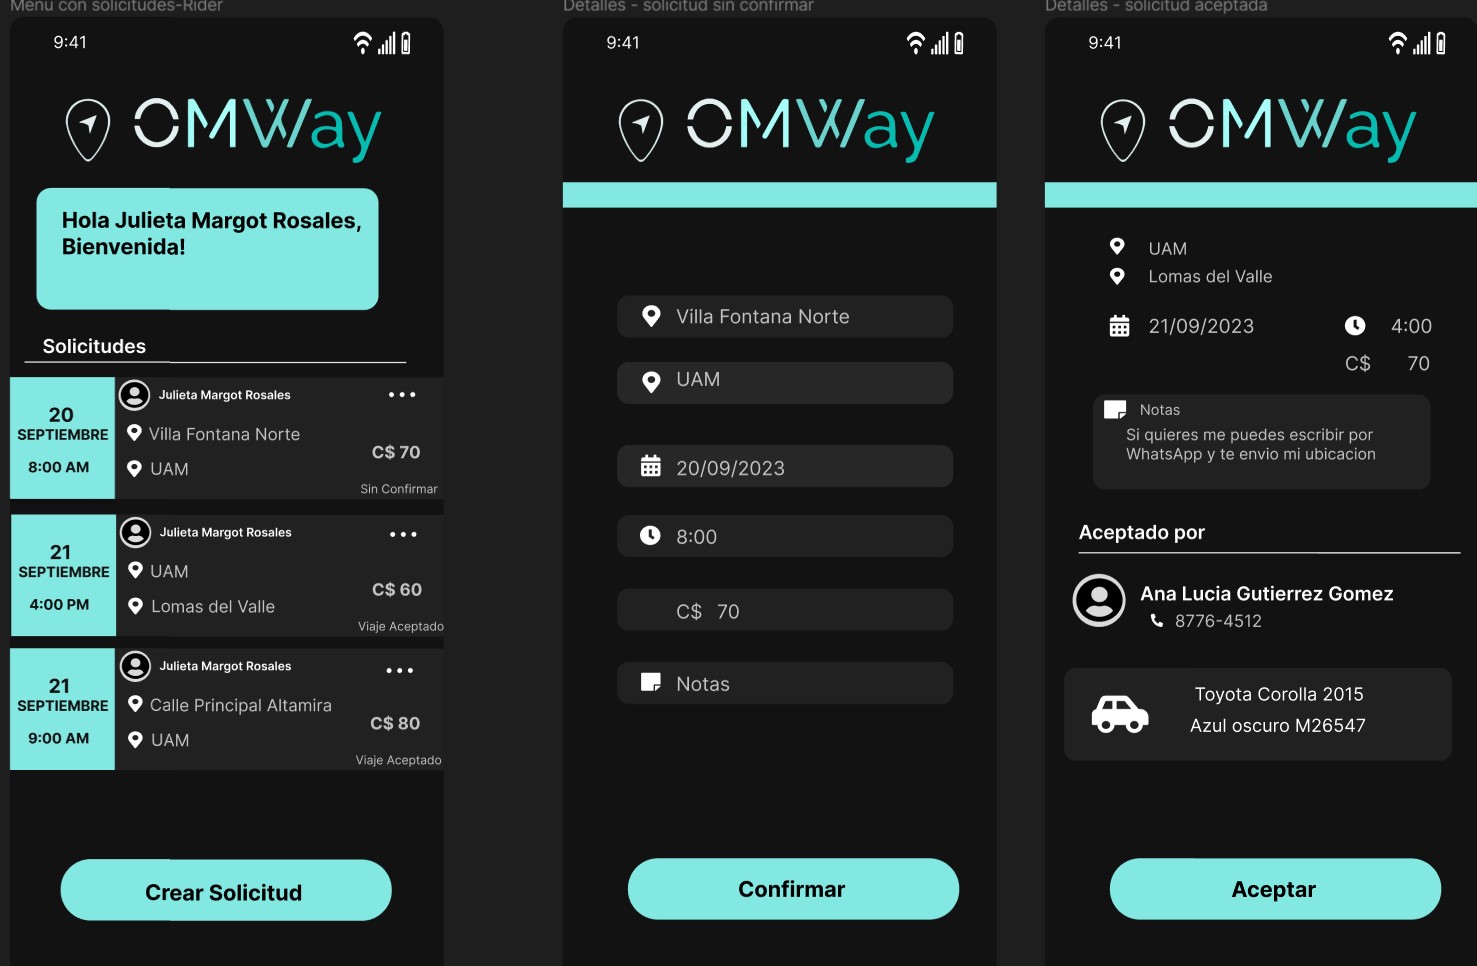 Menu con solicitudes-Rider
9:41
OMWay
Hola Julieta Margot Rosales,
Bienvenida!
Solicitudes
20
SEPTIEMBRE
8:00 AM
Julieta Margot Rosales
Villa Fontana Norte
UAM
C$ 70
Sin Confirmar
21
SEPTIEMBRE
4:00 PM
Julieta Margot Rosales
UAM
Lomas del Valle
C$ 60
Viaje Aceptado
21
SEPTIEMBRE
9:00 AM
Julieta Margot Rosales
Calle Principal Altamira
UAM
C$ 80
Viaje Aceptado
Crear Solicitud
Detalles - solicitud sin confirmar
9:41
OMWay
Villa Fontana Norte
UAM
20/09/2023
8:00
C$ 70
Notas
Confirmar
Detalles - solicitud aceptada
9:41
OMWay
UAM
Lomas del Valle
21/09/2023 4:00
C$ 70
Notas
Si quieres me puedes escribir por
WhatsApp y te envio mi ubicacion
Aceptado por
Ana Lucia Gutierrez Gomez
8776-4512
Toyota Corolla 2015
Azul oscuro M26547
Aceptar